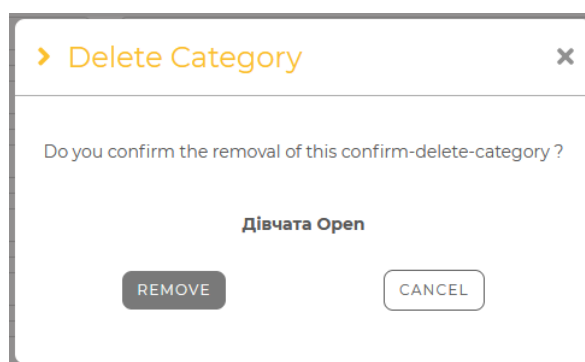 Delete Category
Do you confirm the removal of this confirm-delete-category ?
Дівчата Open
REMOVE
CANCEL